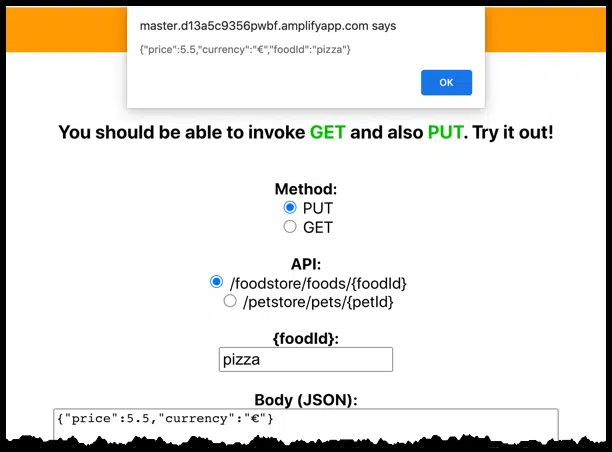 master.d13a5c9356pwbf.amplifyapp.com says
{"price":5.5,"currency":"€","foodId":"pizza"}
OK
You should be able to invoke GET and also PUT. Try it out!
Method:
PUT
GET
API:
/foodstore/foods/{foodId}
/petstore/pets/{petId}
{foodId}:
pizza
Body (JSON):
{"price":5.5,"currency":"€"}